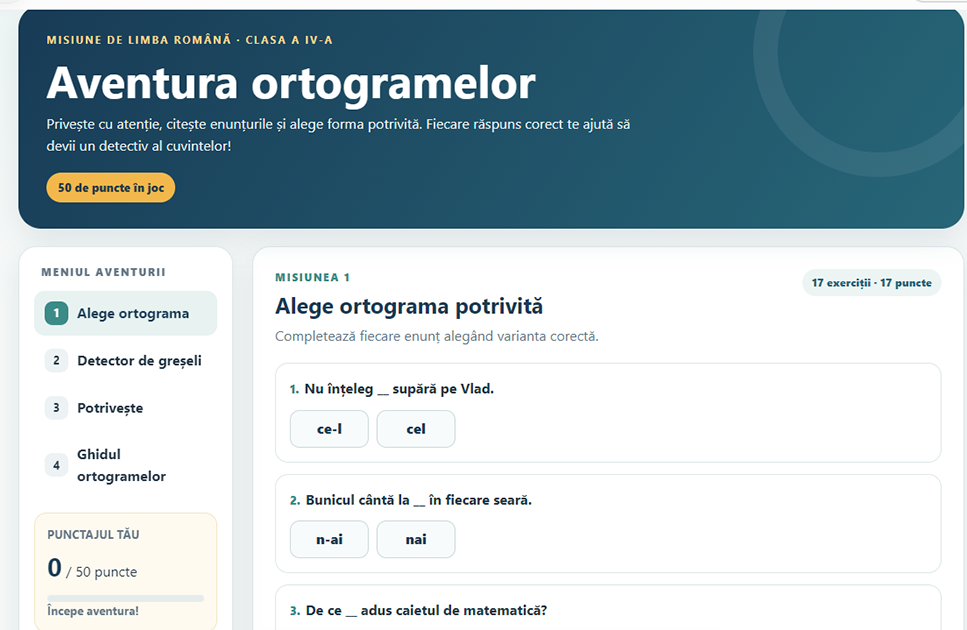 MISIUNE DE LIMBA ROMÂNĂ · CLASA A IV-A
Aventura ortogramelor
Privește cu atenție, citește enunțurile și alege forma potrivită. Fiecare răspuns corect te ajută să
devii un detectiv al cuvintelor!
50 de puncte în joc
MENIUL AVENTURII
1 Alege ortograma
2 Detector de greșeli
3 Potrivește
4 Ghidul
ortogramelor
PUNCTAJUL TĂU
0 / 50 puncte
Începe aventura!
MISIUNEA 1
17 exerciții · 17 puncte
Alege ortograma potrivită
Completează fiecare enunț alegând varianta corectă.
1. Nu înțeleg __ supără pe Vlad.
ce-l cel
2. Bunicul cântă la __ în fiecare seară.
n-ai nai
3. De ce __ adus caietul de matematică?